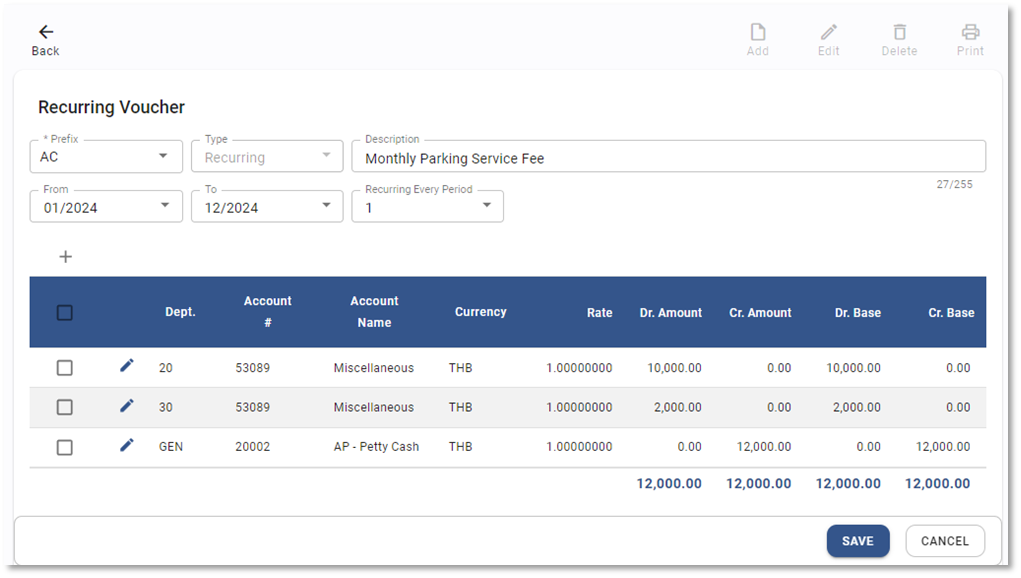 Back
Add Edit Delete Print
Recurring Voucher
* Prefix Type Description
AC Recurring Monthly Parking Service Fee
27/255
From To Recurring Every Period
01/2024 12/2024 1
+
Dept. Account # Account Name Currency Rate Dr. Amount Cr. Amount Dr. Base Cr. Base
20 53089 Miscellaneous THB 1.00000000 10,000.00 0.00 10,000.00 0.00
30 53089 Miscellaneous THB 1.00000000 2,000.00 0.00 2,000.00 0.00
GEN 20002 AP - Petty Cash THB 1.00000000 0.00 12,000.00 0.00 12,000.00
12,000.00 12,000.00 12,000.00 12,000.00
SAVE CANCEL